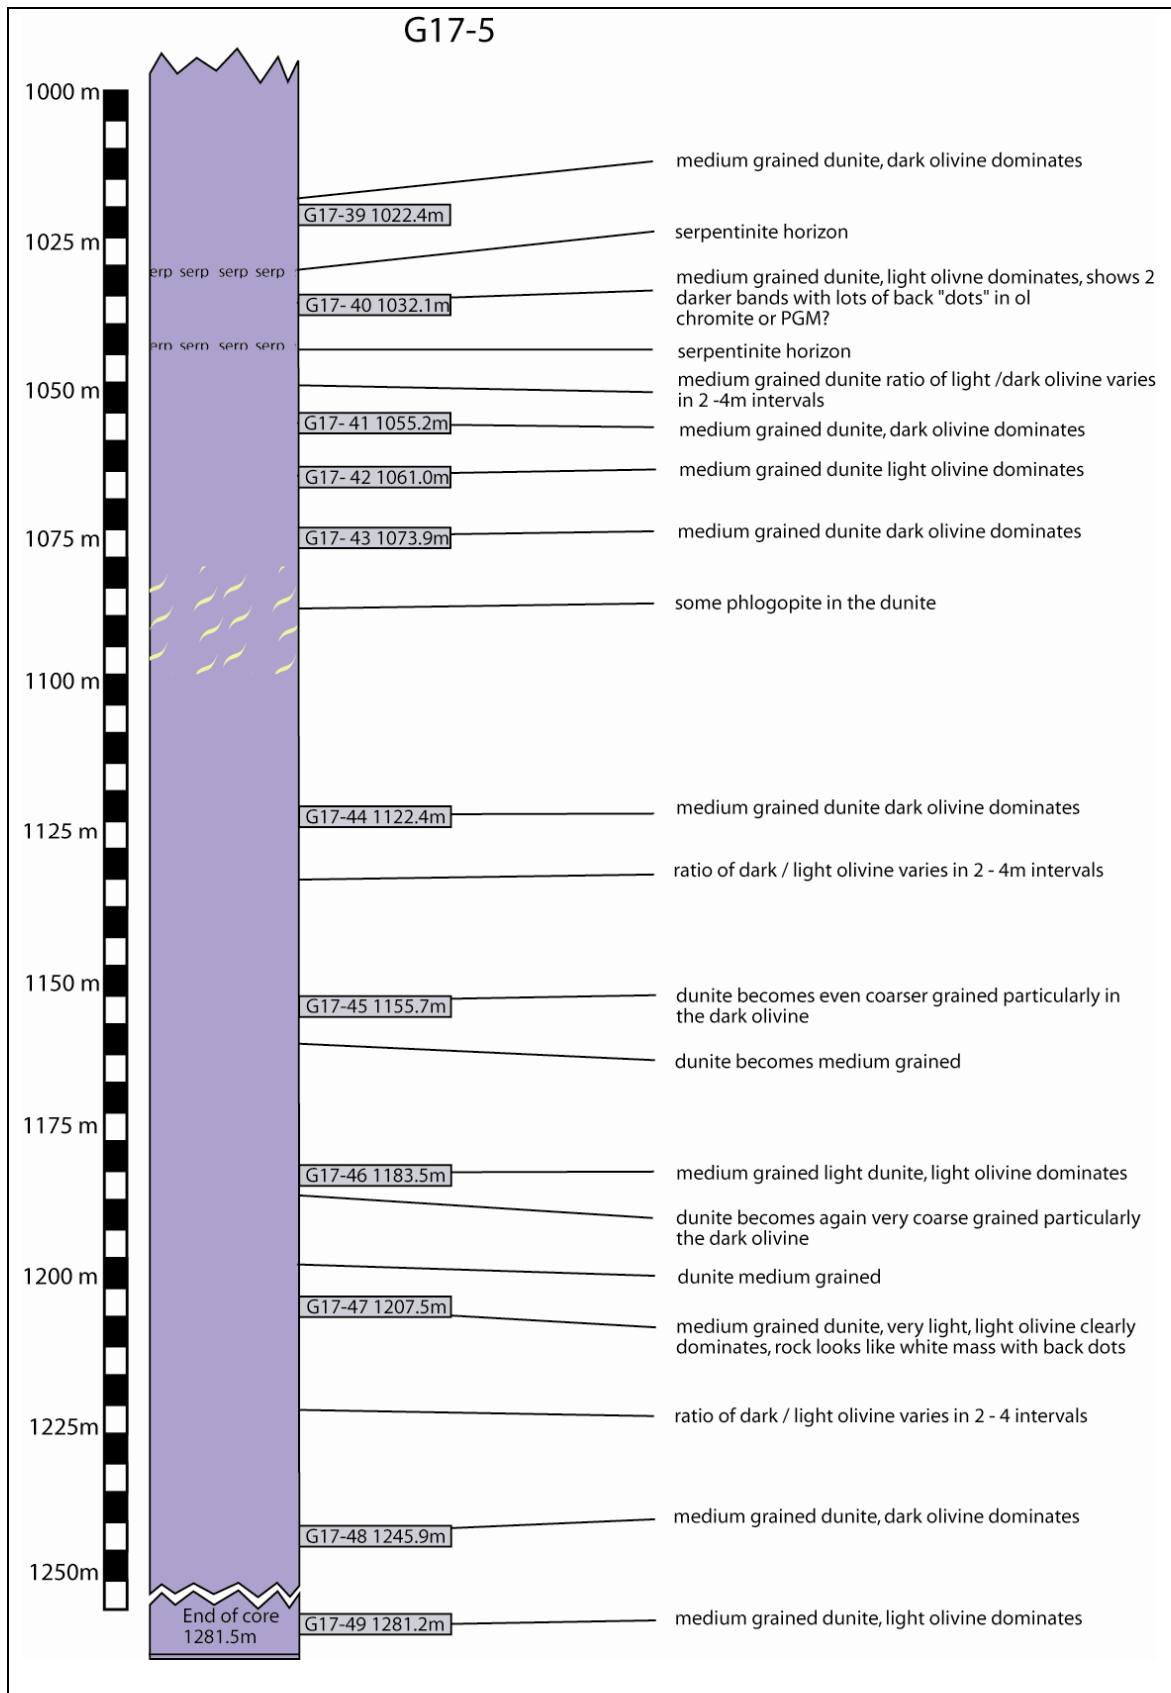 G17-5
1000 m
medium grained dunite, dark olivine dominates
G17-39 1022.4m
serpentinite horizon
1025 m
erp serp serp serp
medium grained dunite, light olivne dominates, shows 2
darker bands with lots of back "dots" in ol
chromite or PGM?
G17- 40 1032.1m
erp serp serp serp
serpentinite horizon
medium grained dunite ratio of light /dark olivine varies
in 2 -4m intervals
1050 m
G17- 41 1055.2m
medium grained dunite, dark olivine dominates
G17- 42 1061.0m
medium grained dunite light olivine dominates
1075 m
G17- 43 1073.9m
medium grained dunite dark olivine dominates
some phlogopite in the dunite
1100 m
G17-44 1122.4m
medium grained dunite dark olivine dominates
1125 m
ratio of dark / light olivine varies in 2 - 4m intervals
1150 m
G17-45 1155.7m
dunite becomes even coarser grained particularly in
the dark olivine
dunite becomes medium grained
1175 m
G17-46 1183.5m
medium grained light dunite, light olivine dominates
dunite becomes again very coarse grained particularly
the dark olivine
1200 m
dunite medium grained
G17-47 1207.5m
medium grained dunite, very light, light olivine clearly
dominates, rock looks like white mass with back dots
1225m
ratio of dark / light olivine varies in 2 - 4 intervals
G17-48 1245.9m
medium grained dunite, dark olivine dominates
1250m
End of core
1281.5m
G17-49 1281.2m
medium grained dunite, light olivine dominates